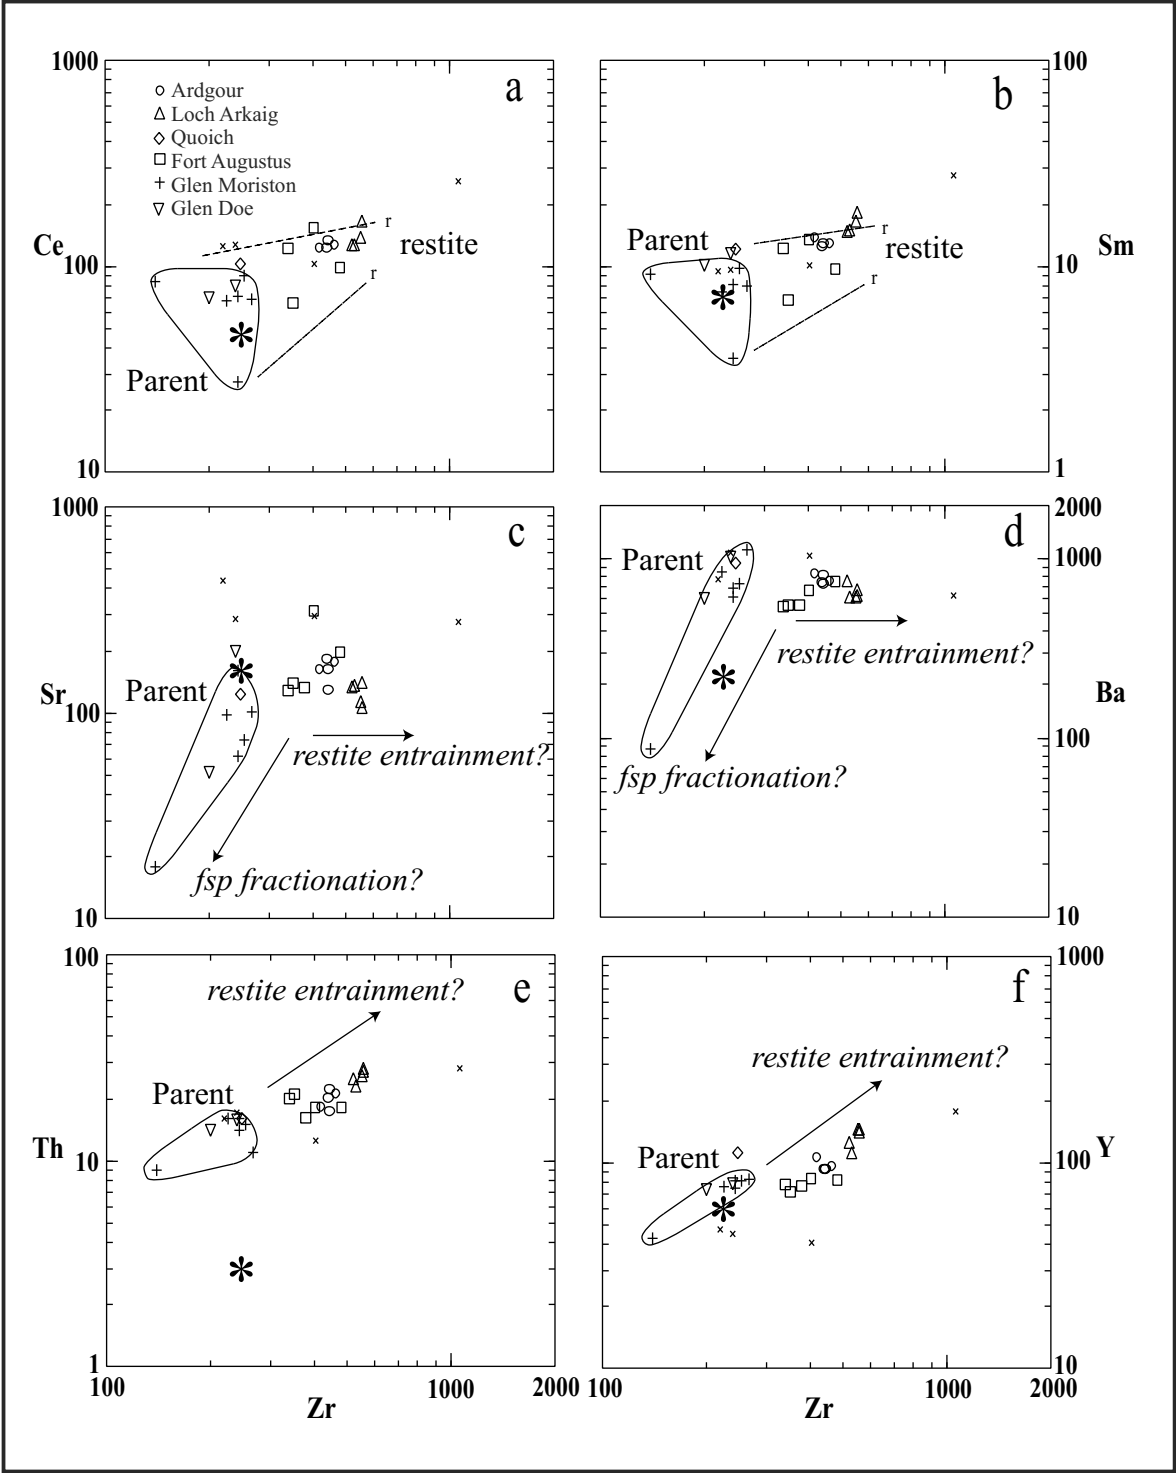 1000
a
Ardgour
Loch Arkaig
Quoich
Fort Augustus
Glen Moriston
Glen Doe
Ce
r
restite
100
r
Parent
10
100
b
Parent
r
restite
Sm
10
r
1
1000
c
Parent
Sr
100
restite entrainment?
fsp fractionation?
10
2000
d
Parent
1000
restite entrainment?
Ba
100
fsp fractionation?
10
100
restite entrainment?
e
Parent
Th
10
1
100
1000
2000
Zr
1000
f
restite entrainment?
Parent
100
Y
10
100
1000
2000
Zr